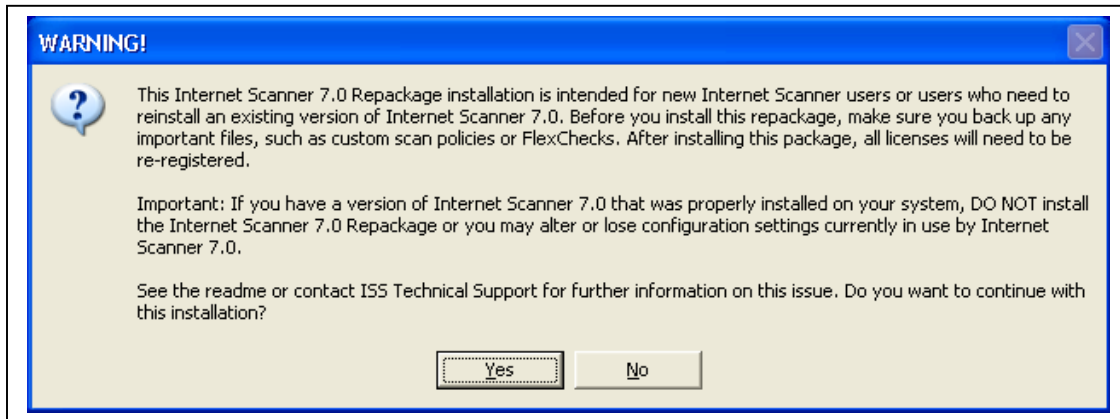 WARNING!
This Internet Scanner 7.0 Repackage installation is intended for new Internet Scanner users or users who need to
reinstall an existing version of Internet Scanner 7.0. Before you install this repackage, make sure you back up any
important files, such as custom scan policies or FlexChecks. After installing this package, all licenses will need to be
re-registered.
Important: If you have a version of Internet Scanner 7.0 that was properly installed on your system, DO NOT install
the Internet Scanner 7.0 Repackage or you may alter or lose configuration settings currently in use by Internet
Scanner 7.0.
See the readme or contact ISS Technical Support for further information on this issue. Do you want to continue with
this installation?
Yes No